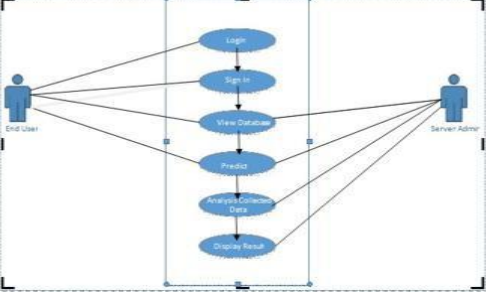 Login
Sign In
View Database
End User
Server Admin
Predict
Analysis Collected
Data
Display Result